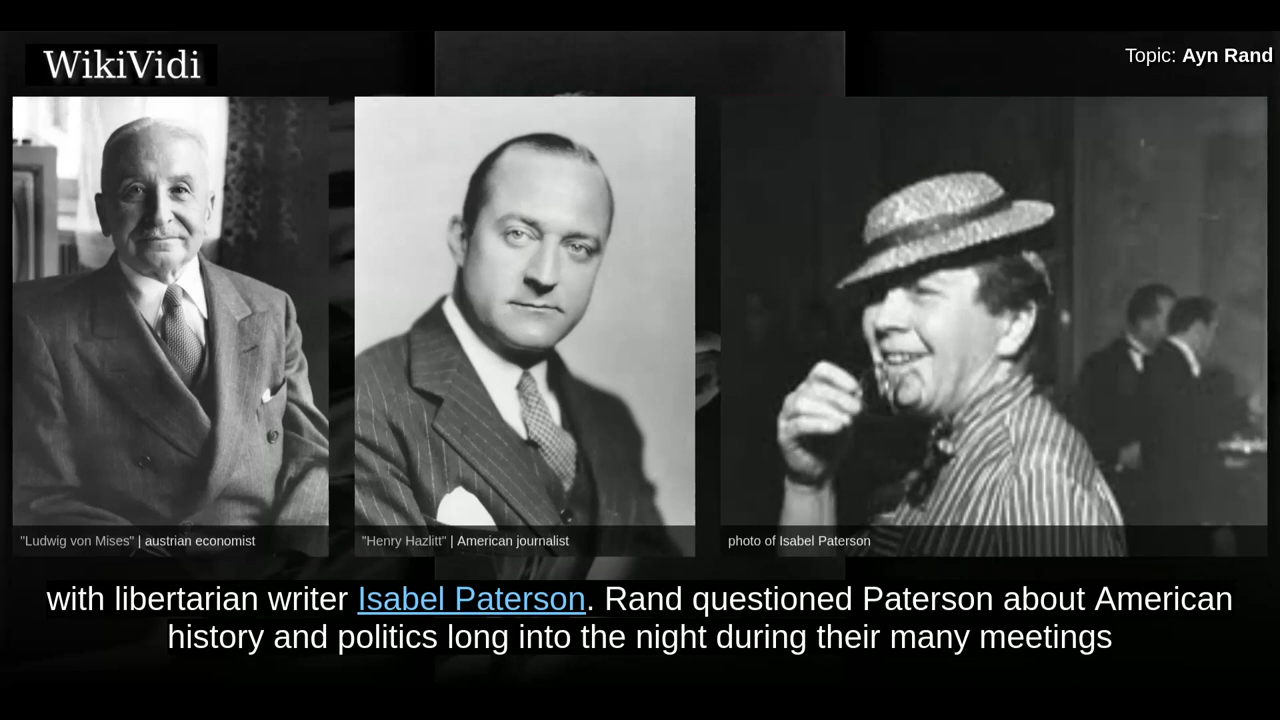 WikiVidi
Topic: Ayn Rand
"Ludwig von Mises" | austrian economist
"Henry Hazlitt" | American journalist
photo of Isabel Paterson
with libertarian writer Isabel Paterson. Rand questioned Paterson about American
history and politics long into the night during their many meetings